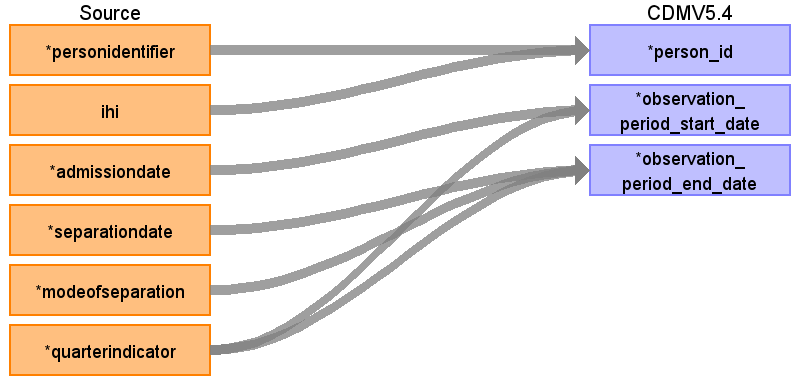 Source
CDMV5.4
*personidentifier
*person_id
ihi
*observation_
period_start_date
*admissiondate
*observation_
period_end_date
*separationdate
*modeofseparation
*quarterindicator